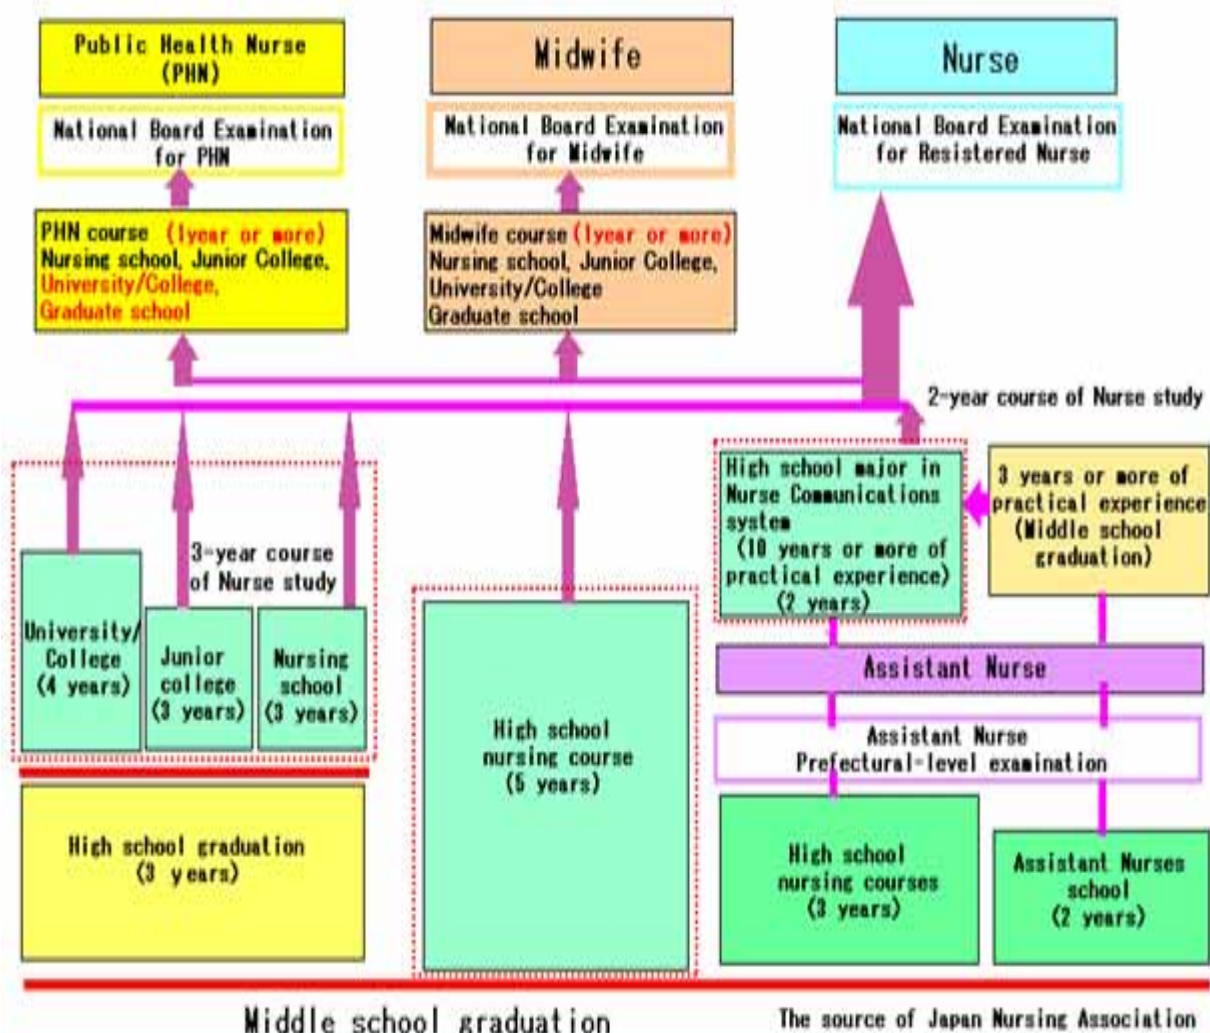 Public Health Nurse
(PHN)
Midwife
Nurse
National Board Examination
for PHN
National Board Examination
for Midwife
National Board Examination
for Resistered Nurse
PHN course (1year or more)
Nursing school, Junior College,
University/College,
Graduate school
Midwife course (1year or more)
Nursing school, Junior College,
University/College
Graduate school
2-year course of Nurse study
3-year course
of Nurse study
University/
College
(4 years)
Junior
college
(3 years)
Nursing
school
(3 years)
High school graduation
(3 years)
High school
nursing course
(5 years)
High school major in
Nurse Communications
system
(10 years or more of
practical experience)
(2 years)
3 years or more of
practical experience
(Middle school
graduation)
Assistant Nurse
Assistant Nurse
Prefectural-level examination
High school
nursing courses
(3 years)
Assistant Nurses
school
(2 years)
Middle school graduation
The source of Japan Nursing Association